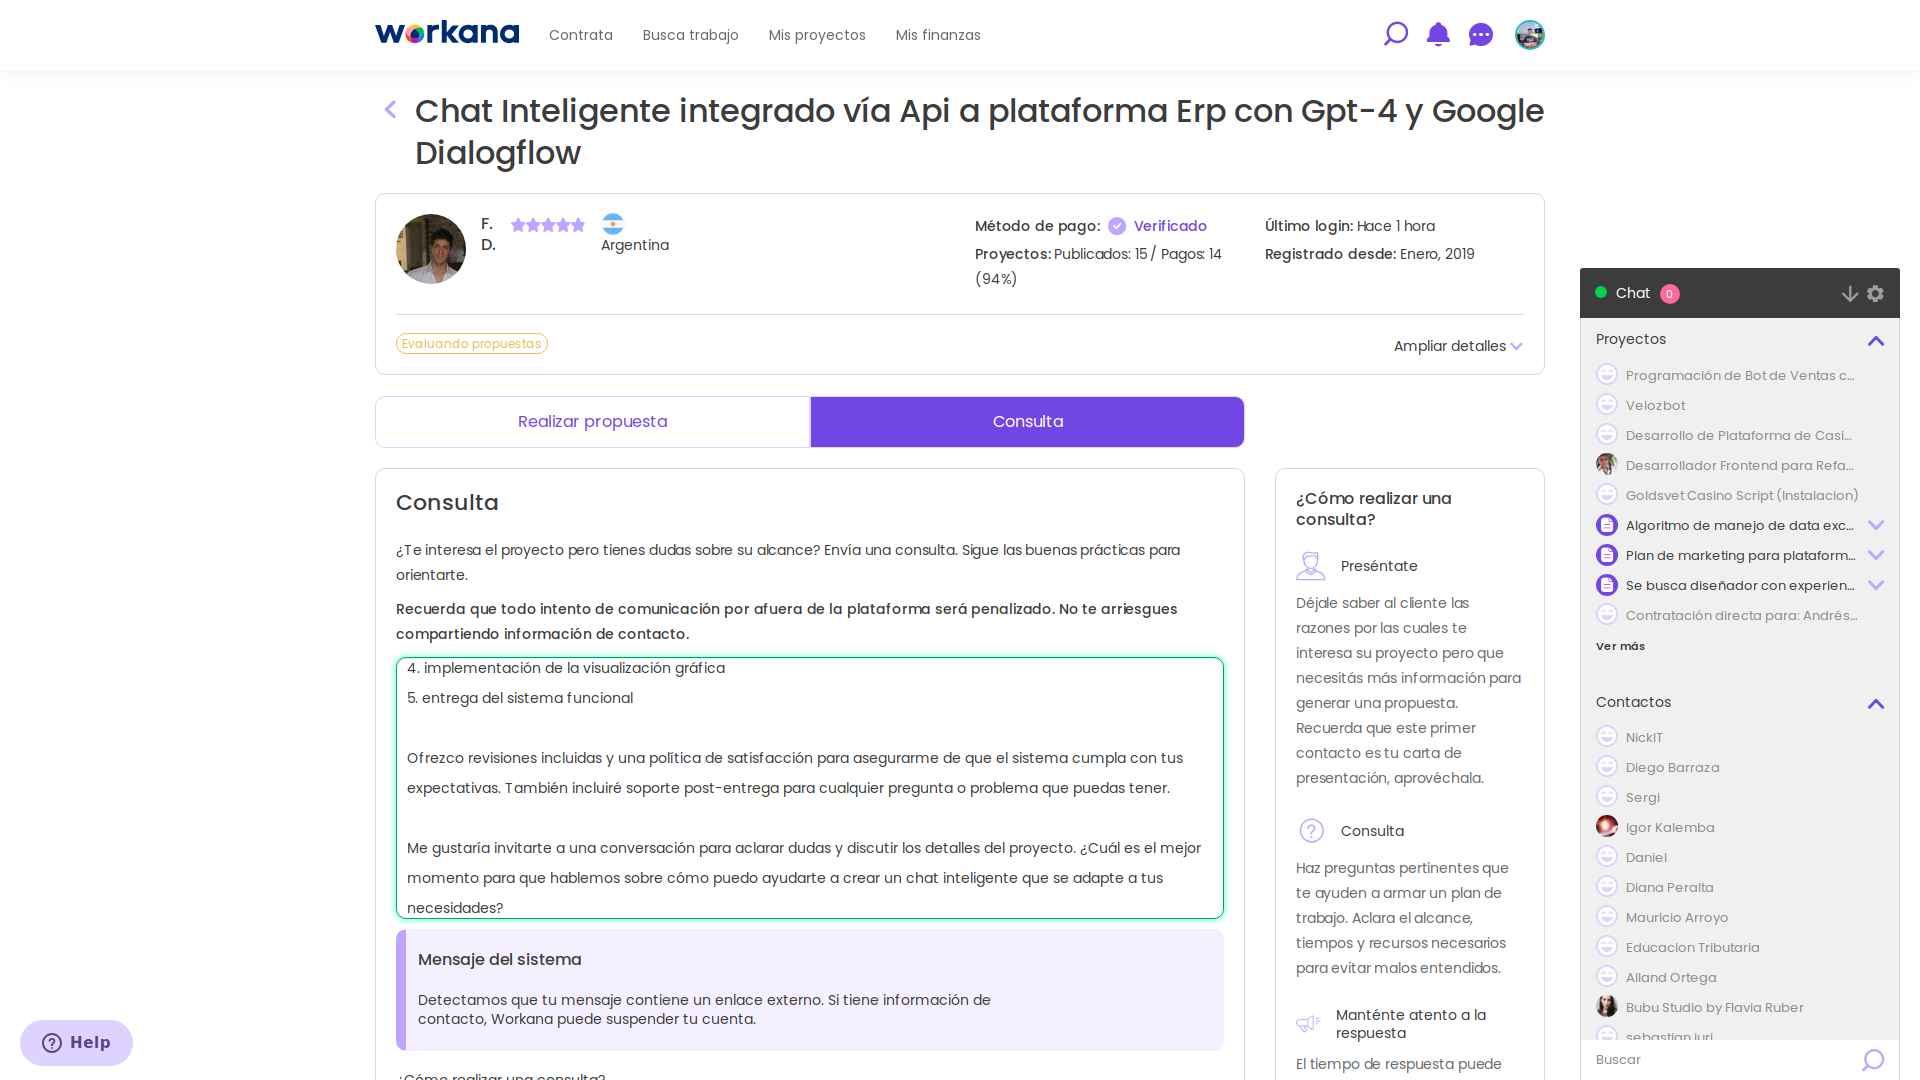 workana
Contrata
Busca trabajo
Mis proyectos
Mis finanzas
Chat Inteligente integrado vía Api a plataforma Erp con Gpt-4 y Google
Dialogflow
F.
D.
Argentina
Método de pago: Verificado
Proyectos: Publicados: 15 / Pagos: 14
(94%)
Último login: Hace 1 hora
Registrado desde: Enero, 2019
Evaluando propuestas
Ampliar detalles
Realizar propuesta
Consulta
Consulta
¿Te interesa el proyecto pero tienes dudas sobre su alcance? Envía una consulta. Sigue las buenas prácticas para
orientarte.
Recuerda que todo intento de comunicación por afuera de la plataforma será penalizado. No te arriesgues
compartiendo información de contacto.
4. implementación de la visualización gráfica
5. entrega del sistema funcional
Ofrezco revisiones incluidas y una política de satisfacción para asegurarme de que el sistema cumpla con tus
expectativas. También incluiré soporte post-entrega para cualquier pregunta o problema que puedas tener.
Me gustaría invitarte a una conversación para aclarar dudas y discutir los detalles del proyecto. ¿Cuál es el mejor
momento para que hablemos sobre cómo puedo ayudarte a crear un chat inteligente que se adapte a tus
necesidades?
Mensaje del sistema
Detectamos que tu mensaje contiene un enlace externo. Si tiene información de
contacto, Workana puede suspender tu cuenta.
¿Cómo realizar una consulta?
¿Cómo realizar una
consulta?
Preséntate
Déjale saber al cliente las
razones por las cuales te
interesa su proyecto pero que
necesitás más información para
generar una propuesta.
Recuerda que este primer
contacto es tu carta de
presentación, aprovéchala.
Consulta
Haz preguntas pertinentes que
te ayuden a armar un plan de
trabajo. Aclara el alcance,
tiempos y recursos necesarios
para evitar malos entendidos.
Manténte atento a la
respuesta
El tiempo de respuesta puede
Chat 0
Proyectos
Programación de Bot de Ventas c...
Velozbot
Desarrollo de Plataforma de Casi...
Desarrollador Frontend para Refa...
Goldsvet Casino Script (Instalacion)
Algoritmo de manejo de data exc...
Plan de marketing para plataform...
Se busca diseñador con experien...
Contratación directa para: Andrés...
Ver más
Contactos
NickIT
Diego Barraza
Sergi
Igor Kalemba
Daniel
Diana Peralta
Mauricio Arroyo
Educacion Tributaria
Alland Ortega
Bubu Studio by Flavia Ruber
sebastian juri
Buscar
Help